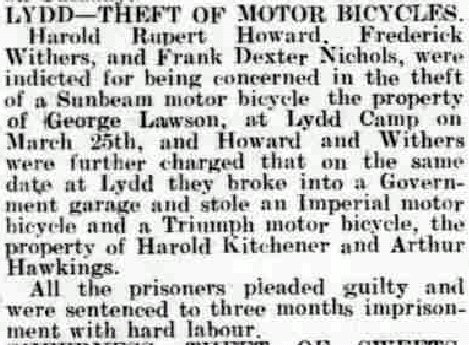 LYDD—THEFT OF MOTOR BICYCLES.
Harold Rupert Howard, Frederick
Withers, and Frank Dexter Nichols, were
indicted for being concerned in the theft
of a Sunbeam motor bicycle the property
of George Lawson, at Lydd Camp on
March 25th, and Howard and Withers
were further charged that on the same
date at Lydd they broke into a Govern-
ment garage and stole an Imperial motor
bicycle and a Triumph motor bicycle, the
property of Harold Kitchener and Arthur
Hawkings.
All the prisoners pleaded guilty and
were sentenced to three months imprison-
ment with hard labour.